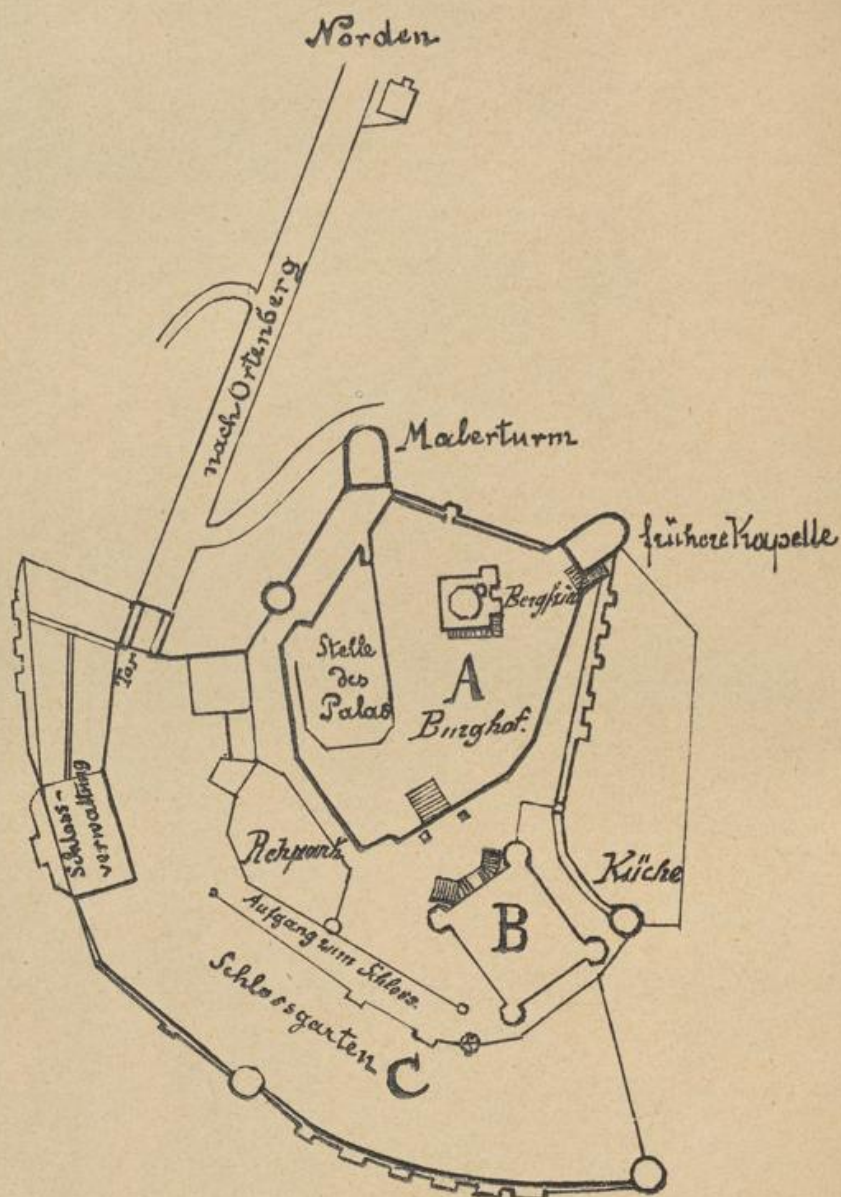 Norden
nach Ortenberg
Malerturm
frühere Kapelle
Bergfrit
Stelle
des
Palas
A
Burghof.
Tor
Schloss-
verwaltung
Rehpark
Küche
B
Aufgang zum Schloss.
Schlossgarten C